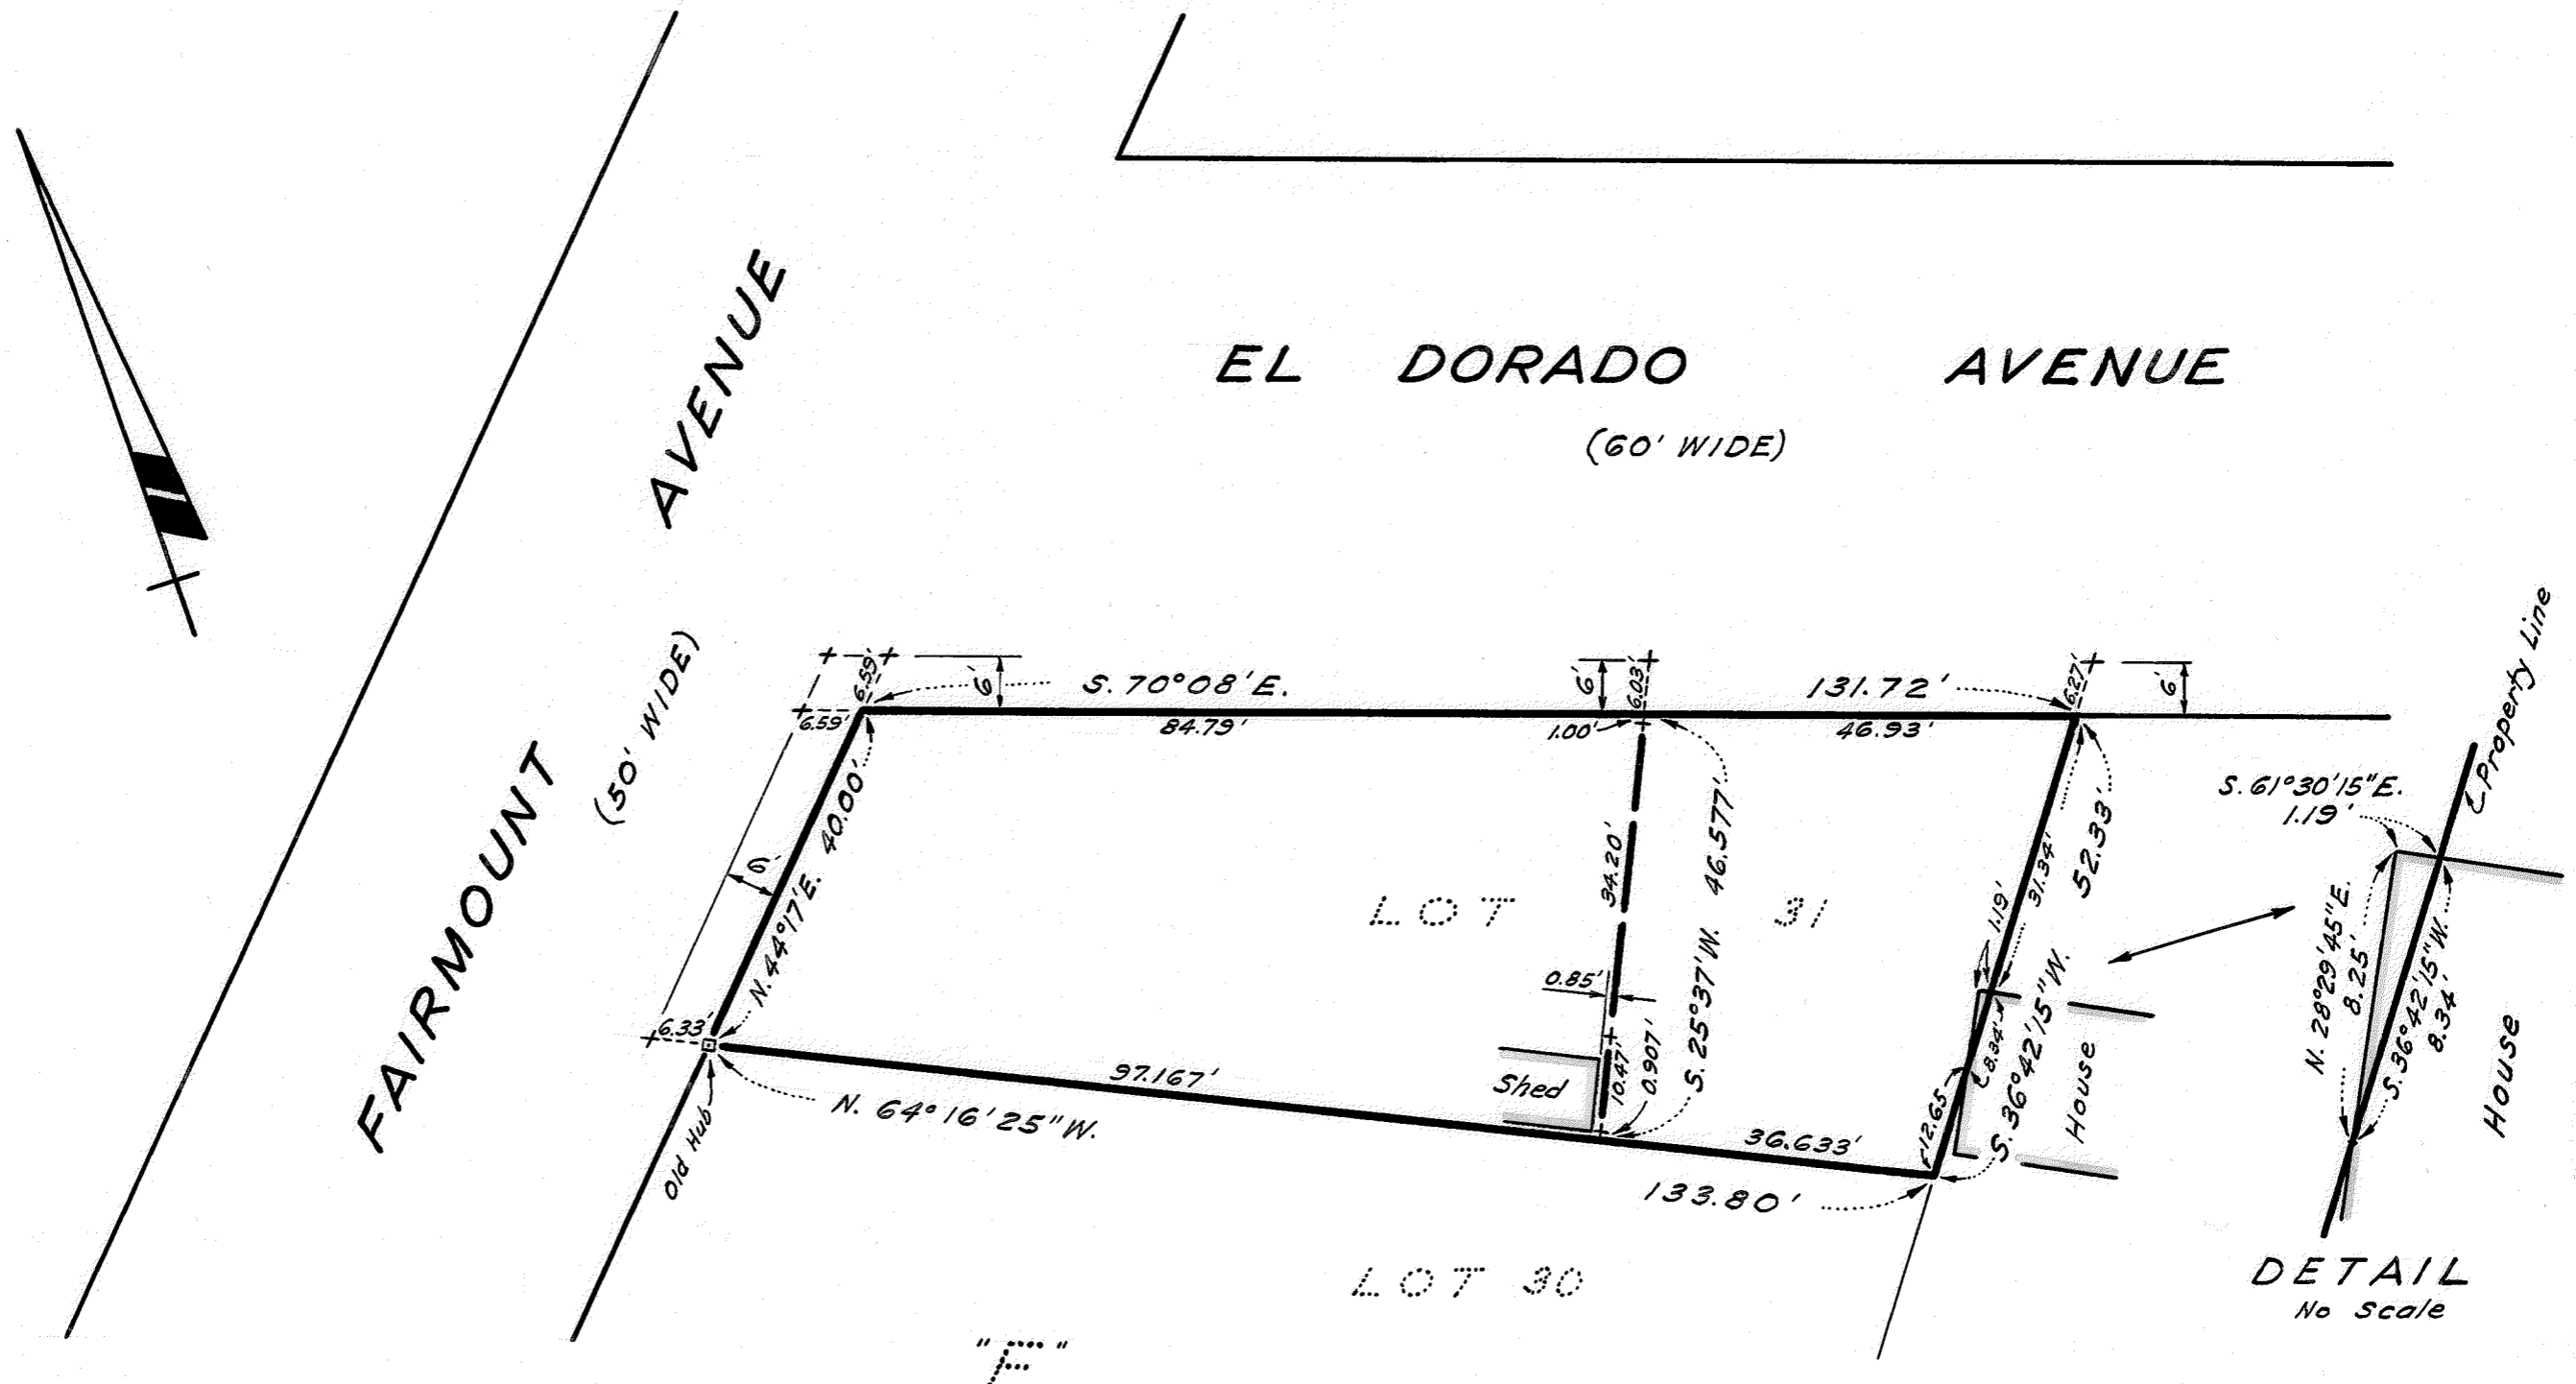 EL DORADO AVENUE
(60' WIDE)
FAIRMOUNT AVENUE
(50' WIDE)
6.59'
6'
S. 70°08'E.
6'
6.03'
131.72'
6.27'
6'
6.59'
84.79'
1.00'
46.93'
℄ Property Line
S. 61°30'15"E.
1.19'
6'
N. 44°17'E. 40.00'
34.20'
S. 25°37'W. 46.577'
31.34'
52.33'
1.19'
LOT 31
N. 28°29'45"E.
8.25'
S. 36°42'15"W.
8.34'
House
0.85'
6.33'
Old Hub
97.167'
N. 64°16'25"W.
Shed
10.47'
0.907'
8.34'
S. 36°42'15"W.
House
12.65'
36.633'
133.80'
LOT 30
DETAIL
No Scale
"F"